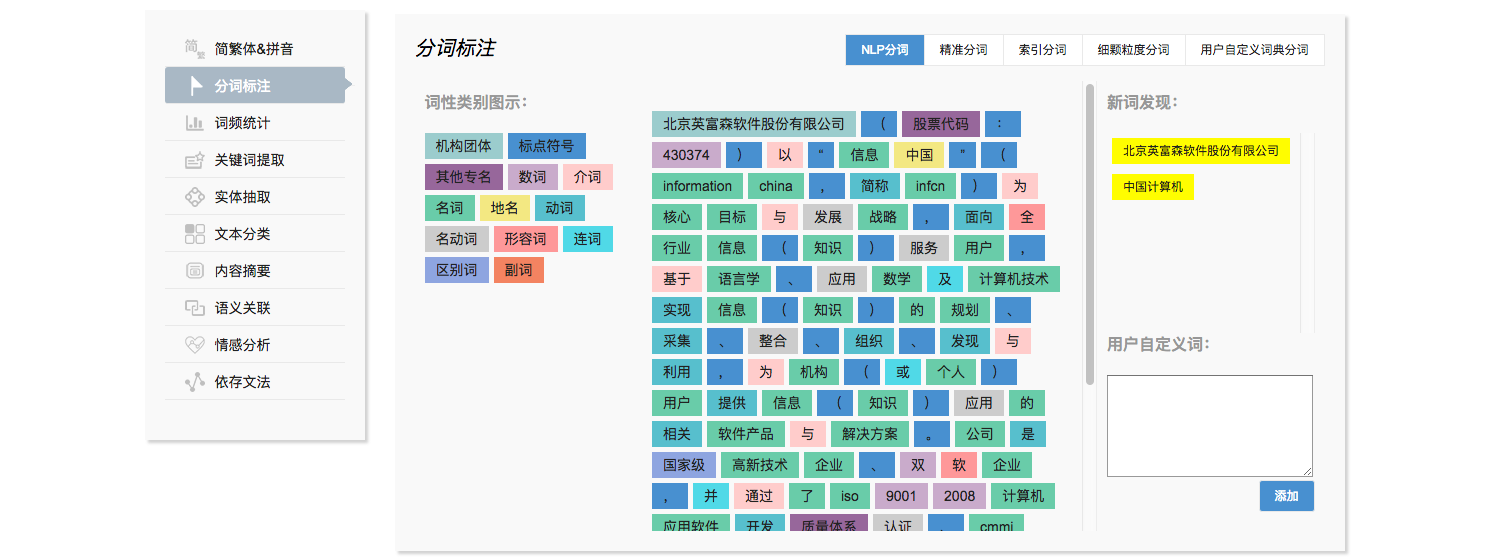 简繁体&拼音
分词标注
词频统计
关键词提取
实体抽取
文本分类
内容摘要
语义关联
情感分析
依存文法
分词标注
NLP分词 精准分词 索引分词 细颗粒度分词 用户自定义词典分词
词性类别图示:
机构团体 标点符号
其他专名 数词 介词
名词 地名 动词
名动词 形容词 连词
区别词 副词
北京英富森软件股份有限公司 ( 股票代码 :
430374 ) 以 “ 信息 中国 ” (
information china , 简称 infcn ) 为
核心 目标 与 发展 战略 , 面向 全
行业 信息 ( 知识 ) 服务 用户 ,
基于 语言学 、 应用 数学 及 计算机技术
实现 信息 ( 知识 ) 的 规划 、
采集 、 整合 、 组织 、 发现 与
利用 , 为 机构 ( 或 个人 )
用户 提供 信息 ( 知识 ) 应用 的
相关 软件产品 与 解决方案 。 公司 是
国家级 高新技术 企业 、 双 软 企业
, 并 通过 了 iso 9001 2008 计算机
应用软件 开发 质量体系 认证 、 cmmi
新词发现:
北京英富森软件股份有限公司
中国计算机
用户自定义词:
添加